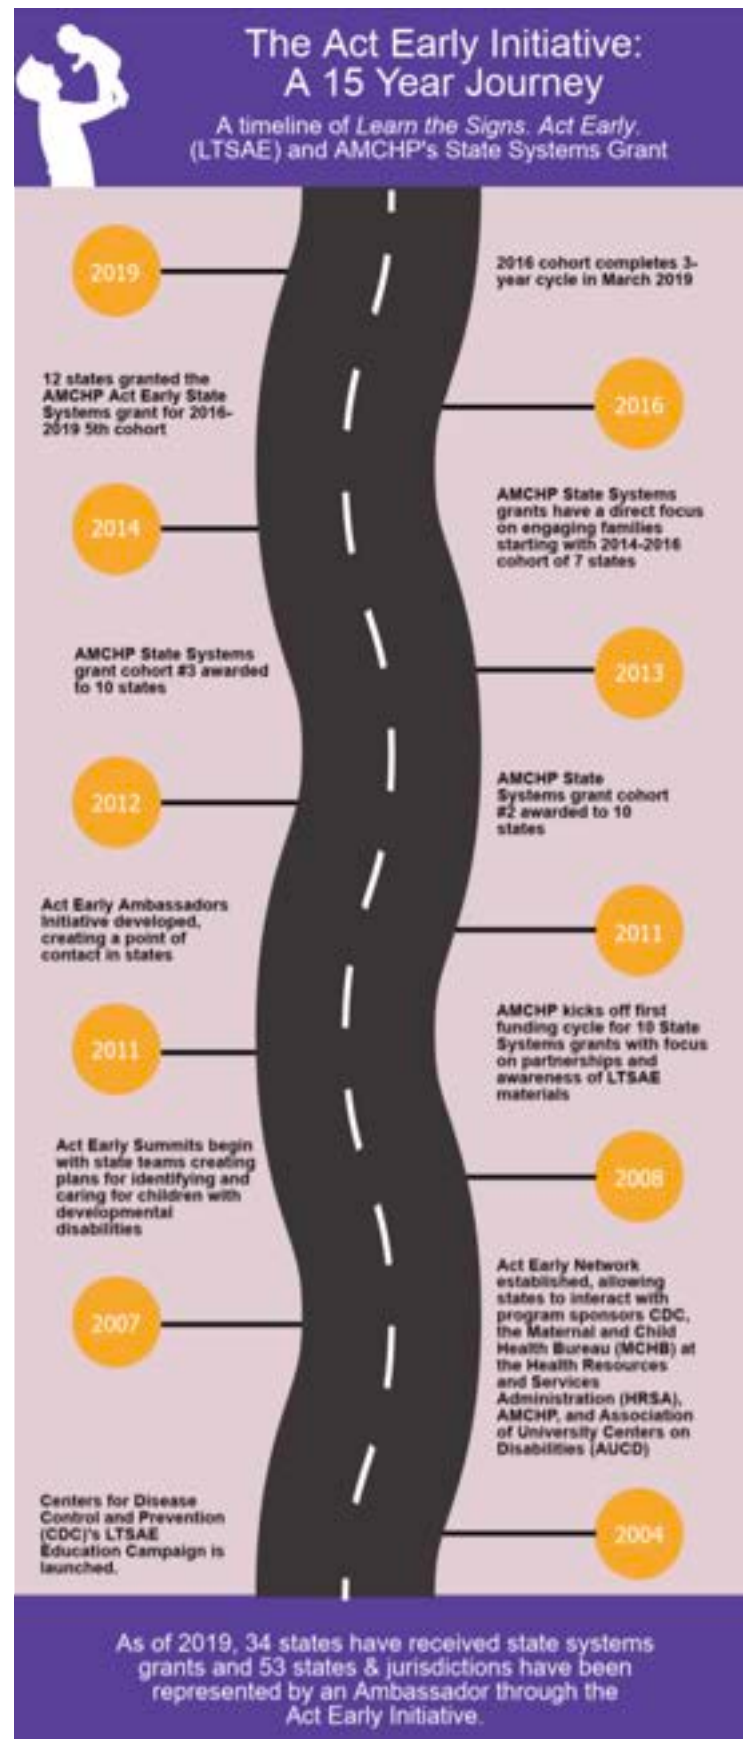 The Act Early Initiative:
A 15 Year Journey
A timeline of Learn the Signs. Act Early.
(LTSAE) and AMCHP's State Systems Grant
2019
2016 cohort completes 3-
year cycle in March 2019
12 states granted the
AMCHP Act Early State
Systems grant for 2016-
2019 5th cohort
2016
2014
AMCHP State Systems
grants have a direct focus
on engaging families
starting with 2014-2016
cohort of 7 states
AMCHP State Systems
grant cohort #3 awarded
to 10 states
2013
2012
AMCHP State
Systems grant cohort
#2 awarded to 10
states
Act Early Ambassadors
Initiative developed,
creating a point of
contact in states
2011
2011
AMCHP kicks off first
funding cycle for 10 State
Systems grants with focus
on partnerships and
awareness of LTSAE
materials
Act Early Summits begin
with state teams creating
plans for identifying and
caring for children with
developmental
disabilities
2008
2007
Act Early Network
established, allowing
states to interact with
program sponsors CDC,
the Maternal and Child
Health Bureau (MCHB) at
the Health Resources
and Services
Administration (HRSA),
AMCHP, and Association
of University Centers on
Disabilities (AUCD)
Centers for Disease
Control and Prevention
(CDC)'s LTSAE
Education Campaign is
launched.
2004
As of 2019, 34 states have received state systems
grants and 53 states & jurisdictions have been
represented by an Ambassador through the
Act Early Initiative.